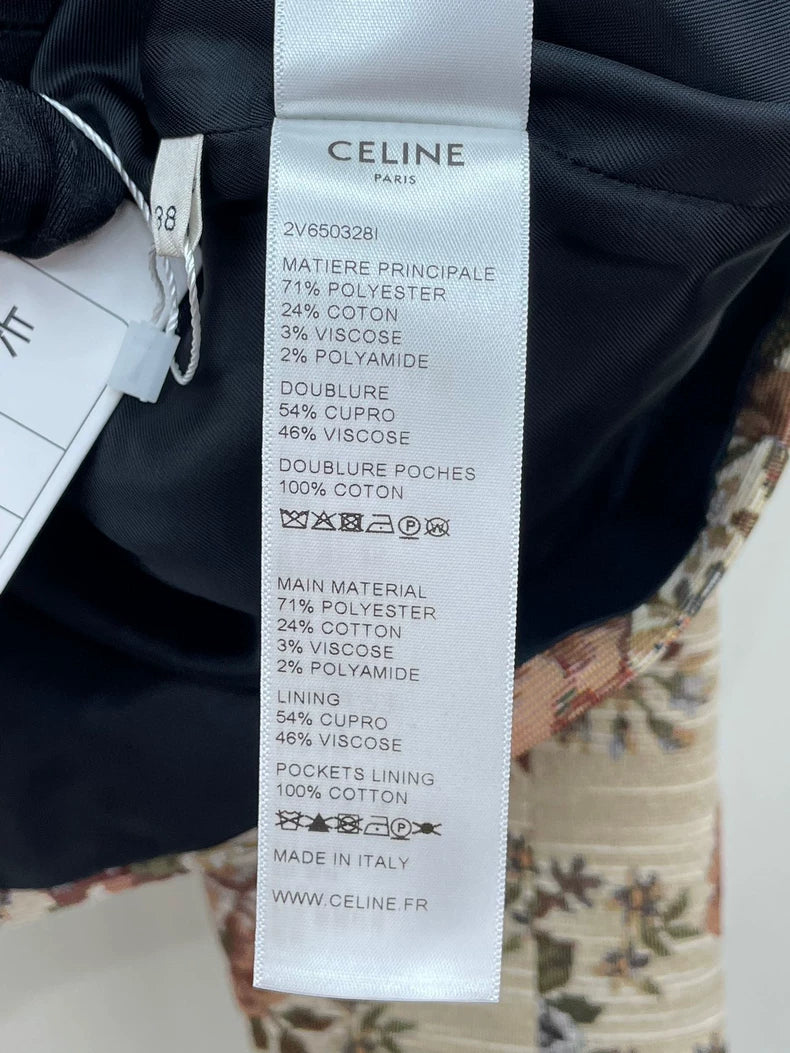 CELINE
PARIS
38
2V650328I
MATIERE PRINCIPALE
71% POLYESTER
24% COTON
3% VISCOSE
2% POLYAMIDE
DOUBLURE
54% CUPRO
46% VISCOSE
DOUBLURE POCHES
100% COTON
P W
MAIN MATERIAL
71% POLYESTER
24% COTTON
3% VISCOSE
2% POLYAMIDE
LINING
54% CUPRO
46% VISCOSE
POCKETS LINING
100% COTTON
P
MADE IN ITALY
WWW.CELINE.FR